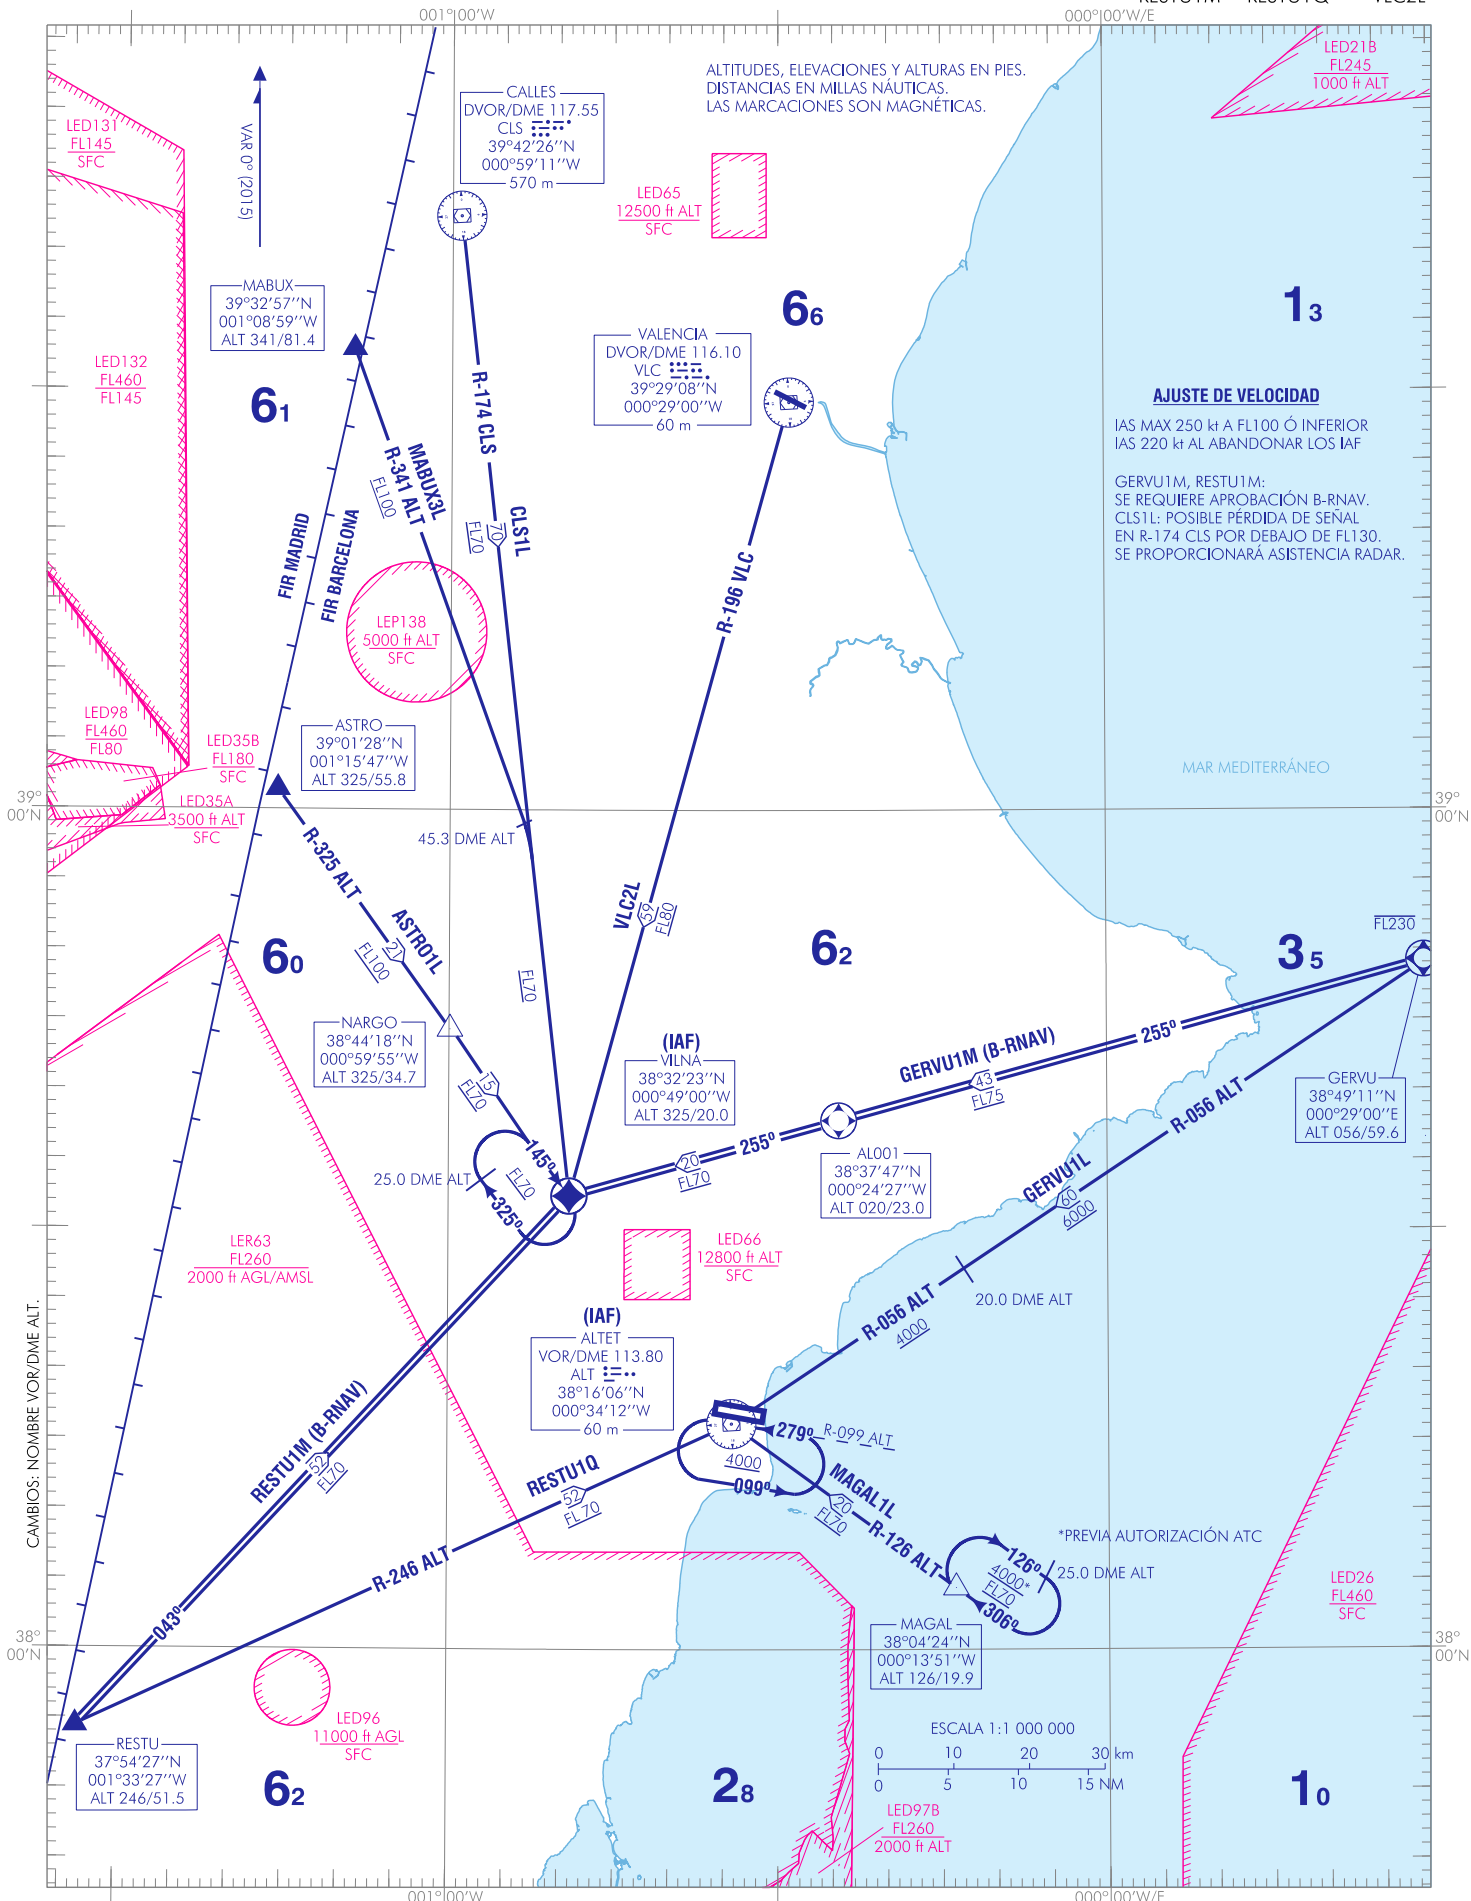 001°00'W
000°00'W/E
ALTITUDES, ELEVACIONES Y ALTURAS EN PIES.
DISTANCIAS EN MILLAS NÁUTICAS.
LAS MARCACIONES SON MAGNÉTICAS.
LED21B
FL245
1000 ft ALT
CALLES
DVOR/DME 117.55
CLS
39°42'26''N
000°59'11''W
570 m
LED131
FL145
SFC
VAR 0° (2015)
LED65
12500 ft ALT
SFC
MABUX
39°32'57''N
001°08'59''W
ALT 341/81.4
66
13
VALENCIA
DVOR/DME 116.10
VLC
39°29'08''N
000°29'00''W
60 m
LED132
FL460
FL145
61
R-174 CLS
AJUSTE DE VELOCIDAD
IAS MAX 250 kt A FL100 Ó INFERIOR
IAS 220 kt AL ABANDONAR LOS IAF
GERVU1M, RESTU1M:
SE REQUIERE APROBACIÓN B-RNAV.
CLS1L: POSIBLE PÉRDIDA DE SEÑAL
EN R-174 CLS POR DEBAJO DE FL130.
SE PROPORCIONARÁ ASISTENCIA RADAR.
MABUX3L
R-341 ALT
FL100
CLS1L
70
FL70
FIR MADRID
FIR BARCELONA
R-196 VLC
LEP138
5000 ft ALT
SFC
LED98
FL460
FL80
LED35B
FL180
SFC
ASTRO
39°01'28''N
001°15'47''W
ALT 325/55.8
MAR MEDITERRÁNEO
LED35A
3500 ft ALT
SFC
39°
00'N
39°
00'N
45.3 DME ALT
R-325 ALT
ASTRO1L
21
FL100
VLC2L
59
FL80
FL230
60
62
35
FL70
NARGO
38°44'18''N
000°59'55''W
ALT 325/34.7
15
FL70
(IAF)
VILNA
38°32'23''N
000°49'00''W
ALT 325/20.0
GERVU1M (B-RNAV)
255º
43
FL75
R-056 ALT
GERVU
38°49'11''N
000°29'00''E
ALT 056/59.6
255º
20
FL70
AL001
38°37'47''N
000°24'27''W
ALT 020/23.0
145º
FL70
325º
25.0 DME ALT
GERVU1L
60
6000
LER63
FL260
2000 ft AGL/AMSL
LED66
12800 ft ALT
SFC
20.0 DME ALT
R-056 ALT
4000
(IAF)
ALTET
VOR/DME 113.80
ALT
38°16'06''N
000°34'12''W
60 m
CAMBIOS: NOMBRE VOR/DME ALT.
RESTU1M (B-RNAV)
52
FL70
279º
R-099 ALT
4000
099º
RESTU1Q
52
FL 70
MAGAL1L
20
FL70
R-126 ALT
*PREVIA AUTORIZACIÓN ATC
126º
4000*
FL70
306º
25.0 DME ALT
R-246 ALT
043º
LED26
FL460
SFC
MAGAL
38°04'24''N
000°13'51''W
ALT 126/19.9
38°
00'N
38°
00'N
LED96
11000 ft AGL
SFC
RESTU
37°54'27''N
001°33'27''W
ALT 246/51.5
ESCALA 1:1 000 000
0 10 20 30 km
0 5 10 15 NM
62
28
10
LED97B
FL260
2000 ft ALT
001°00'W
000°00'W/E